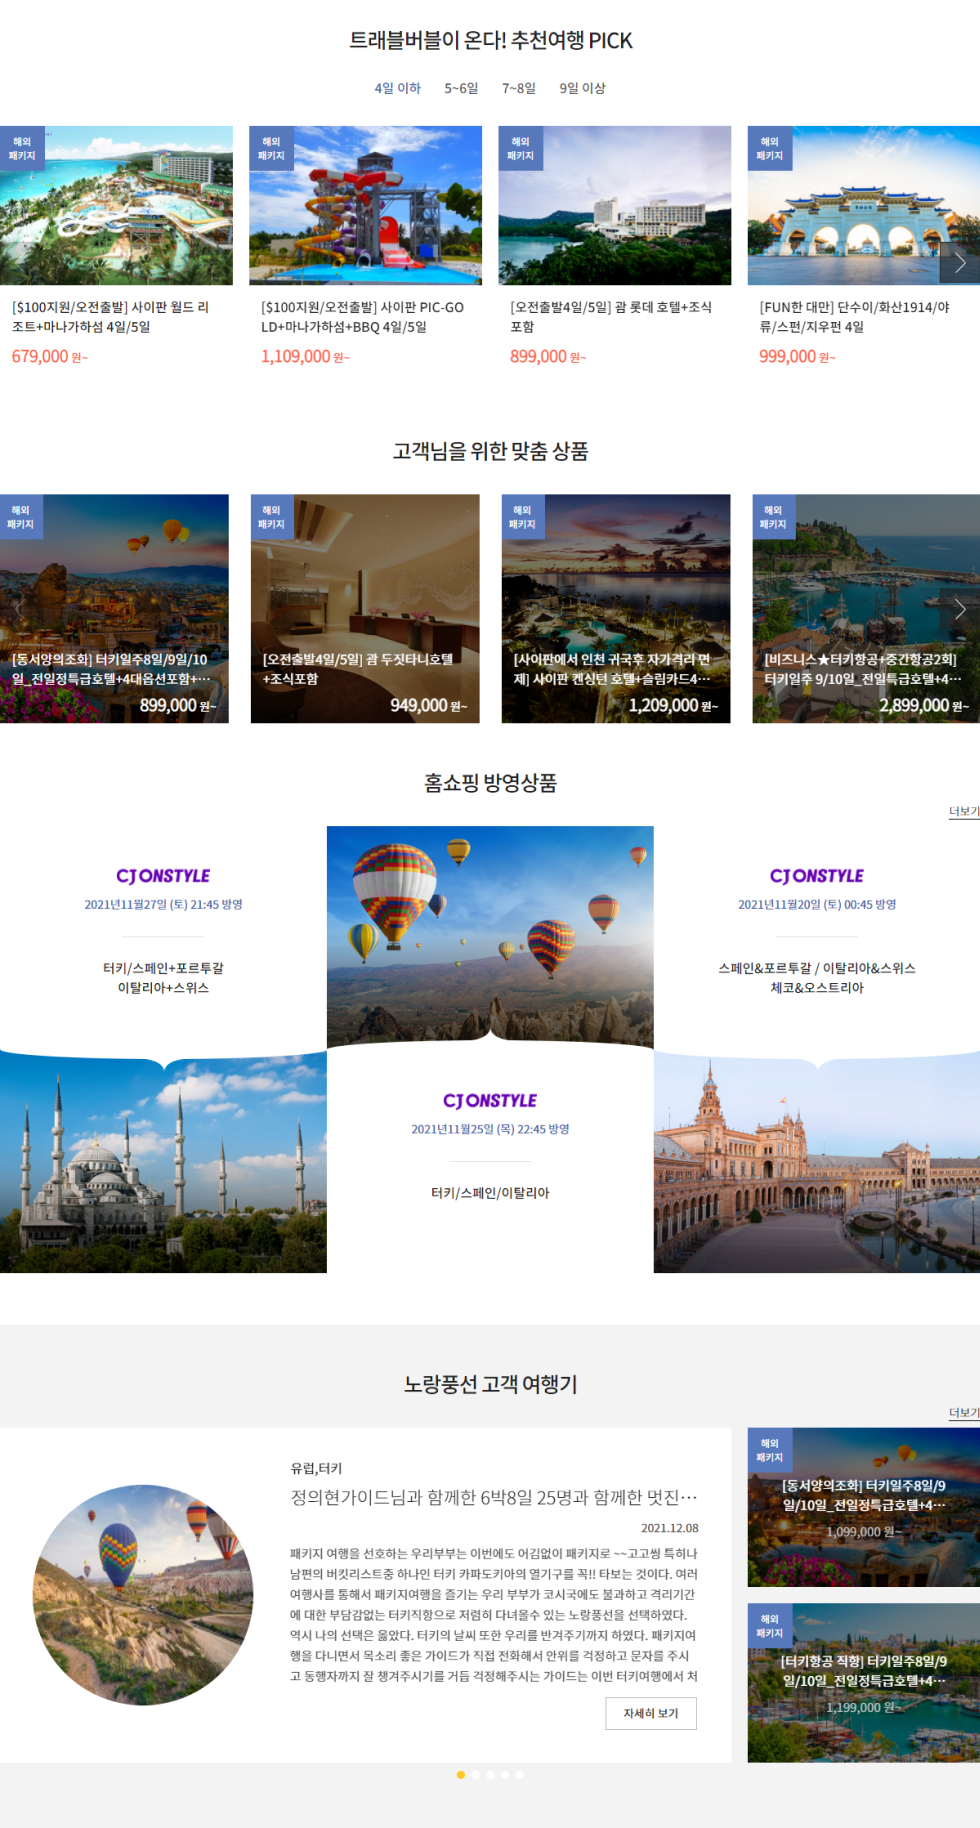 트래블버블이 온다! 추천여행 PICK
4일 이하
5~6일
7~8일
9일 이상
해외
패키지
해외
패키지
해외
패키지
해외
패키지
[$100지원/오전출발] 사이판 월드 리
조트+마나가하섬 4일/5일
679,000 원~
[$100지원/오전출발] 사이판 PIC-GO
LD+마나가하섬+BBQ 4일/5일
1,109,000 원~
[오전출발4일/5일] 괌 롯데 호텔+조식
포함
899,000 원~
[FUN한 대만] 단수이/화산1914/야
류/스펀/지우펀 4일
999,000 원~
고객님을 위한 맞춤 상품
해외
패키지
[동서양의조화] 터키일주8일/9일/10
일_전일정특급호텔+4대옵션포함+···
899,000 원~
해외
패키지
[오전출발4일/5일] 괌 두짓타니호텔
+조식포함
949,000 원~
해외
패키지
[사이판에서 인천 귀국후 자가격리 면
제] 사이판 켄싱턴 호텔+슬림카드4···
1,209,000 원~
해외
패키지
[비즈니스★터키항공+중간항공2회]
터키일주 9/10일_전일특급호텔+4···
2,899,000 원~
홈쇼핑 방영상품
더보기
CJ ONSTYLE
2021년11월27일 (토) 21:45 방영
터키/스페인+포르투갈
이탈리아+스위스
CJ ONSTYLE
2021년11월25일 (목) 22:45 방영
터키/스페인/이탈리아
CJ ONSTYLE
2021년11월20일 (토) 00:45 방영
스페인&포르투갈 / 이탈리아&스위스
체코&오스트리아
노랑풍선 고객 여행기
더보기
유럽,터키
정의현가이드님과 함께한 6박8일 25명과 함께한 멋진···
2021.12.08
패키지 여행을 선호하는 우리부부는 이번에도 어김없이 패키지로 ~~고고씽 특히나
남편의 버킷리스트중 하나인 터키 카파도키아의 열기구를 꼭!! 타보는 것이다. 여러
여행사를 통해서 패키지여행을 즐기는 우리 부부가 코시국에도 불과하고 격리기간
에 대한 부담감없는 터키직항으로 저렴히 다녀올수 있는 노랑풍선을 선택하였다.
역시 나의 선택은 옳았다. 터키의 날씨 또한 우리를 반겨주기까지 하였다. 패키지여
행을 다니면서 목소리 좋은 가이드가 직접 전화해서 안위를 걱정하고 문자를 주시
고 동행자까지 잘 챙겨주시기를 거듭 걱정해주시는 가이드는 이번 터키여행에서 처
자세히 보기
해외
패키지
[동서양의조화] 터키일주8일/9
일/10일_전일정특급호텔+4···
1,099,000 원~
해외
패키지
[터키항공 직항] 터키일주8일/9
일/10일_전일정특급호텔+4···
1,199,000 원~